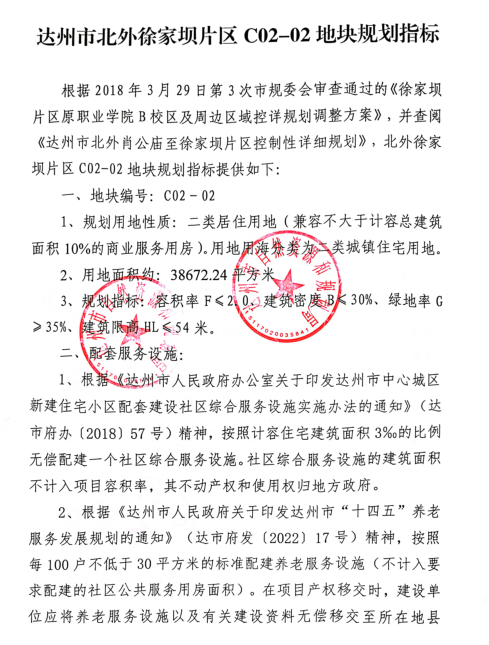 达州市北外徐家坝片区 C02-02 地块规划指标
根据 2018 年 3 月 29 日第 3 次市规委会审查通过的《徐家坝
片区原职业学院 B 校区及周边区域控详规划调整方案》，并查阅
《达州市北外肖公庙至徐家坝片区控制性详细规划》，北外徐家
坝片区 C02-02 地块规划指标提供如下：
一、地块编号：C02－02
1、规划用地性质：二类居住用地（兼容不大于计容总建筑
面积 10%的商业服务用房）。用地用海分类为二类城镇住宅用地。
2、用地面积约：38672.24 平方米
3、规划指标：容积率 F≤2.0、建筑密度 B≤30%、绿地率 G
≥35%、建筑限高 HL≤54 米。
二、配套服务设施：
1、根据《达州市人民政府办公室关于印发达州市中心城区
新建住宅小区配套建设社区综合服务设施实施办法的通知》（达
市府办〔2018〕57 号）精神，按照计容住宅建筑面积 3‰的比例
无偿配建一个社区综合服务设施。社区综合服务设施的建筑面积
不计入项目容积率，其不动产权和使用权归地方政府。
2、根据《达州市人民政府关于印发达州市“十四五”养老
服务发展规划的通知》（达市府发〔2022〕17 号）精神，按照
每 100 户不低于 30 平方米的标准配建养老服务设施（不计入要
求配建的社区公共服务用房面积）。在项目产权移交时，建设单
位应将养老服务设施以及有关建设资料无偿移交至所在地县
达州市自然资源和规划局
5117020035841